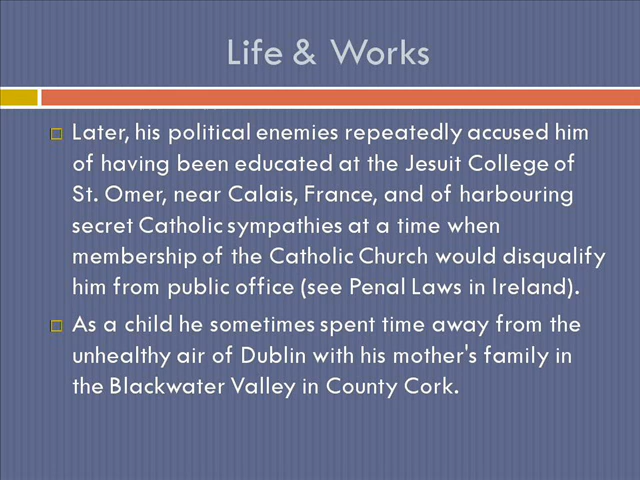 Life & Works
Later, his political enemies repeatedly accused him
of having been educated at the Jesuit College of
St. Omer, near Calais, France, and of harbouring
secret Catholic sympathies at a time when
membership of the Catholic Church would disqualify
him from public office (see Penal Laws in Ireland).
As a child he sometimes spent time away from the
unhealthy air of Dublin with his mother's family in
the Blackwater Valley in County Cork.